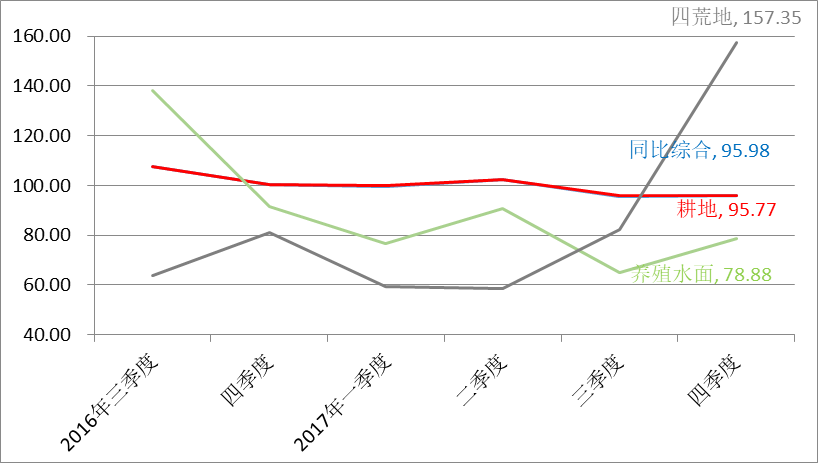 四荒地, 157.35
160.00
140.00
120.00
同比综合, 95.98
100.00
耕地, 95.77
80.00
养殖水面, 78.88
60.00
40.00
2016年三季度
四季度
2017年一季度
二季度
三季度
四季度